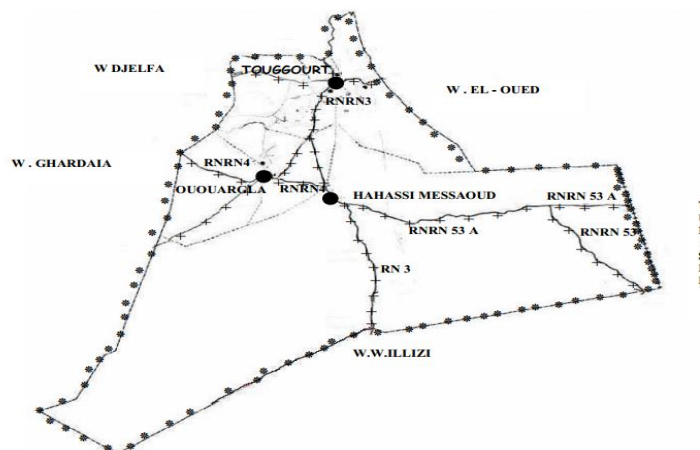 W DJELFA
TOUGGOURT
W . EL - OUED
RNRN3
W . GHARDAIA
RNRN4
OUOUARGLA
RNRN4
HAHASSI MESSAOUD
RNRN 53 A
RNRN 53 A
RNRN 53
RN 3
W.W.ILLIZI